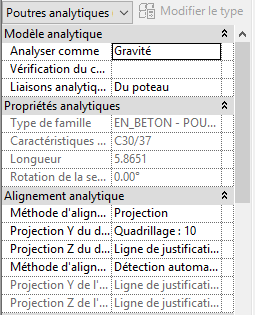 Poutres analytiques Modifier le type
Modèle analytique
Analyser comme Gravité
Vérification du c...
Liaisons analytiq... Du poteau
Propriétés analytiques
Type de famille EN_BETON - POU...
Caractéristiques ... C30/37
Longueur 5.8651
Rotation de la se... 0.00°
Alignement analytique
Méthode d'align... Projection
Projection Y du d... Quadrillage : 10
Projection Z du d... Ligne de justificati...
Méthode d'align... Détection automa...
Projection Y de l'... Ligne de justificati...
Projection Z de l'... Ligne de justificati...